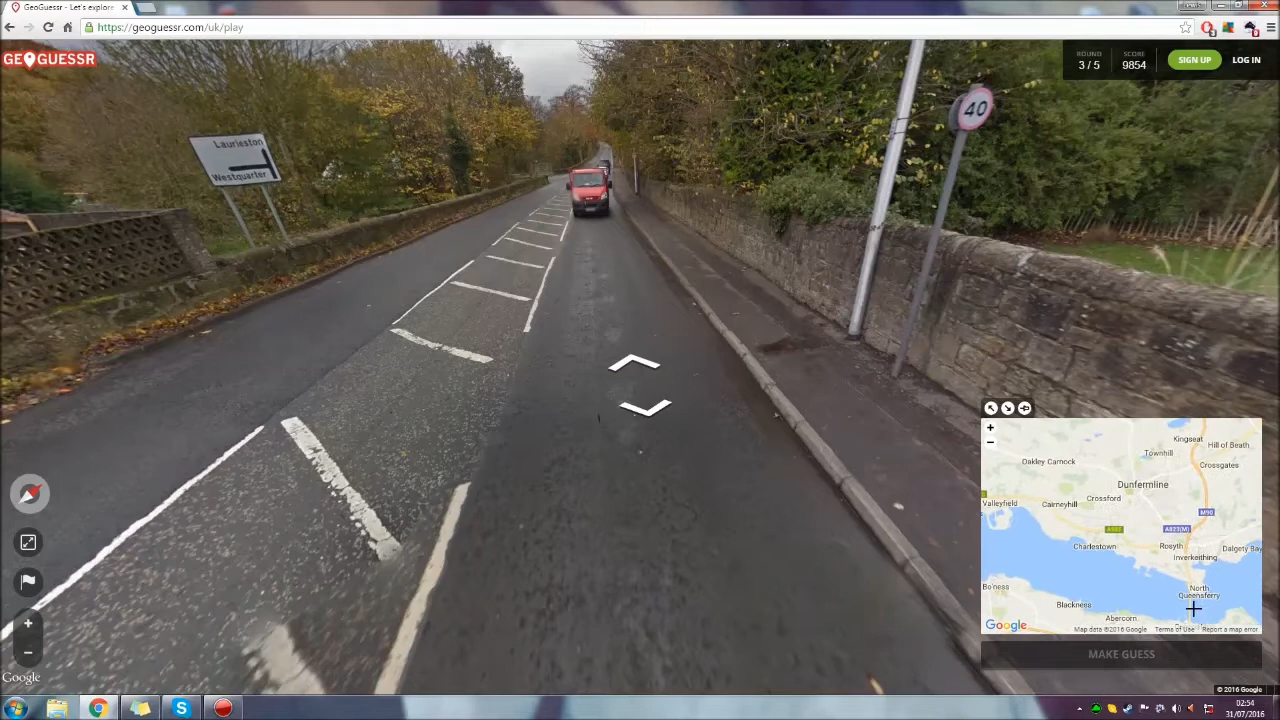 GeoGuessr - Let's explore
Lewis
https://geoguessr.com/uk/play
GEOGUESSR
ROUND
3 / 5
SCORE
9854
SIGN UP
LOG IN
40
Laurieston
Westquarter
Kingseat
Hill of Beath
Townhill
Oakley Carnock
Crossgates
Dunfermline
Valleyfield
Cairneyhill
Crossford
M90
A985
A823(M)
Charlestown
Rosyth
Dalgety Bay
Inverkeithing
Bo'ness
North
Queensferry
Blackness
Abercorn
Google
Map data ©2016 Google
Terms of Use
Report a map error
MAKE GUESS
Google
© 2016 Google
02:54
31/07/2016